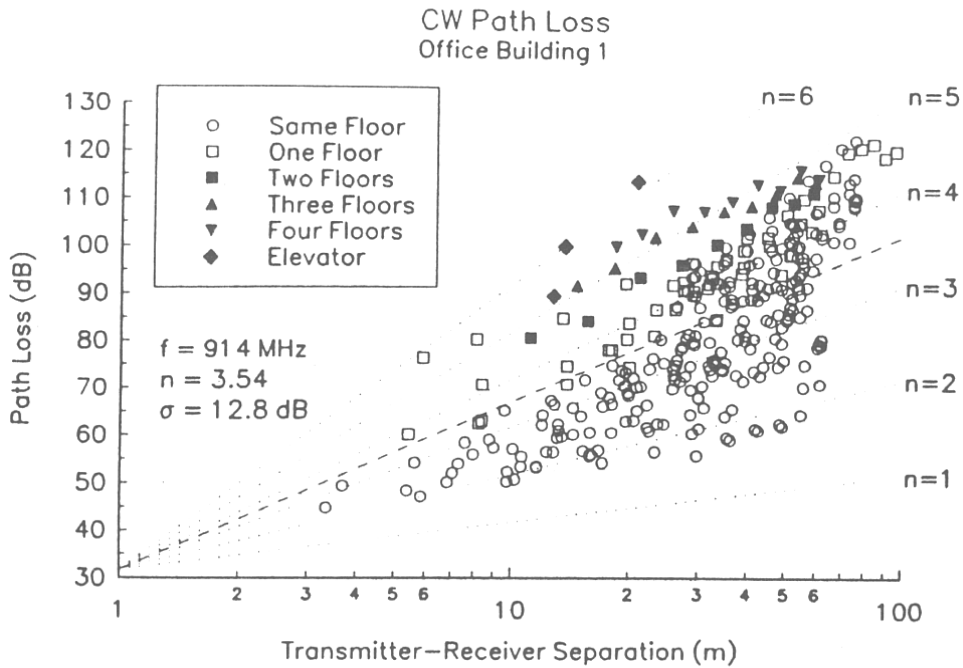 CW Path Loss
Office Building 1
Path Loss (dB)
130
120
110
100
90
80
70
60
50
40
30
Same Floor
One Floor
Two Floors
Three Floors
Four Floors
Elevator
f = 914 MHz
n = 3.54
σ = 12.8 dB
n=6
n=5
n=4
n=3
n=2
n=1
1 2 3 4 5 6 10 2 3 4 5 6 100
Transmitter-Receiver Separation (m)